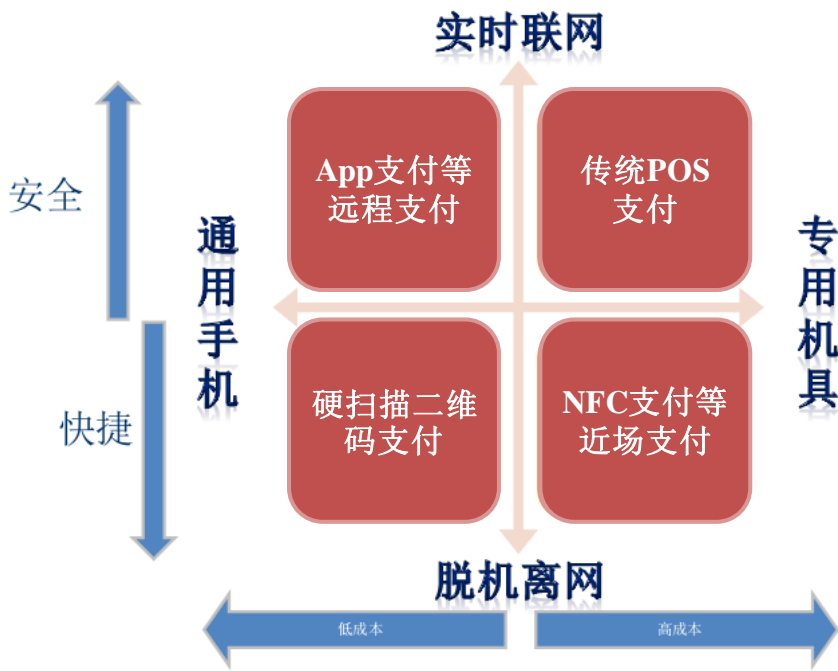 实时联网
安全
快捷
通用手机
App支付等
远程支付
传统POS
支付
硬扫描二维
码支付
NFC支付等
近场支付
专用机具
脱机离网
低成本
高成本